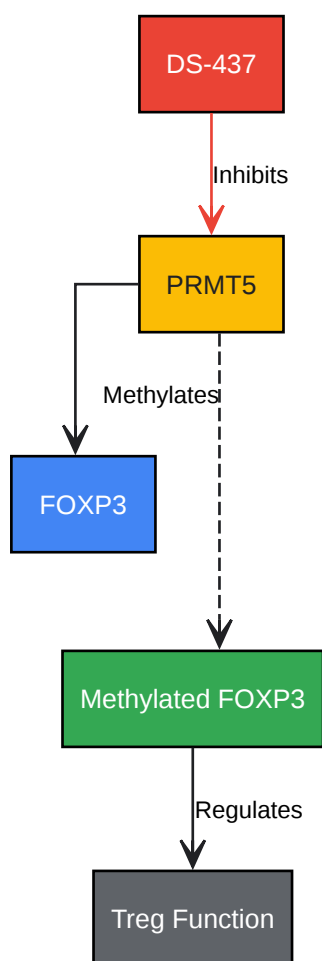 DS-437
Inhibits
PRMT5
Methylates
FOXP3
Methylated FOXP3
Regulates
Treg Function